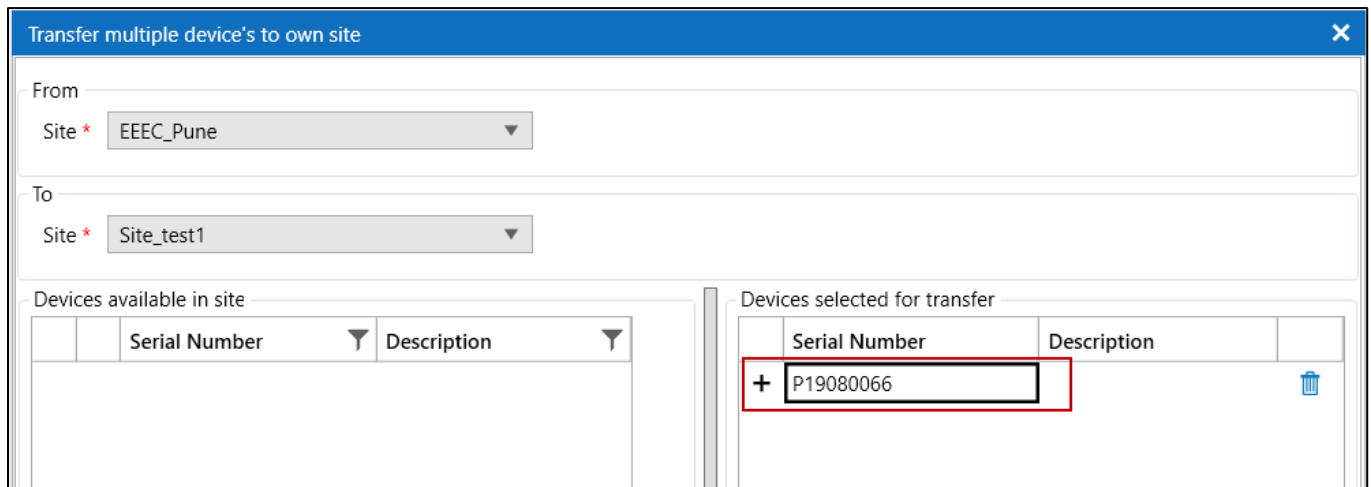 Transfer multiple device's to own site
From
Site * EEEC_Pune
To
Site * Site_test1
Devices available in site
Serial Number Description
Devices selected for transfer
Serial Number Description
+ P19080066